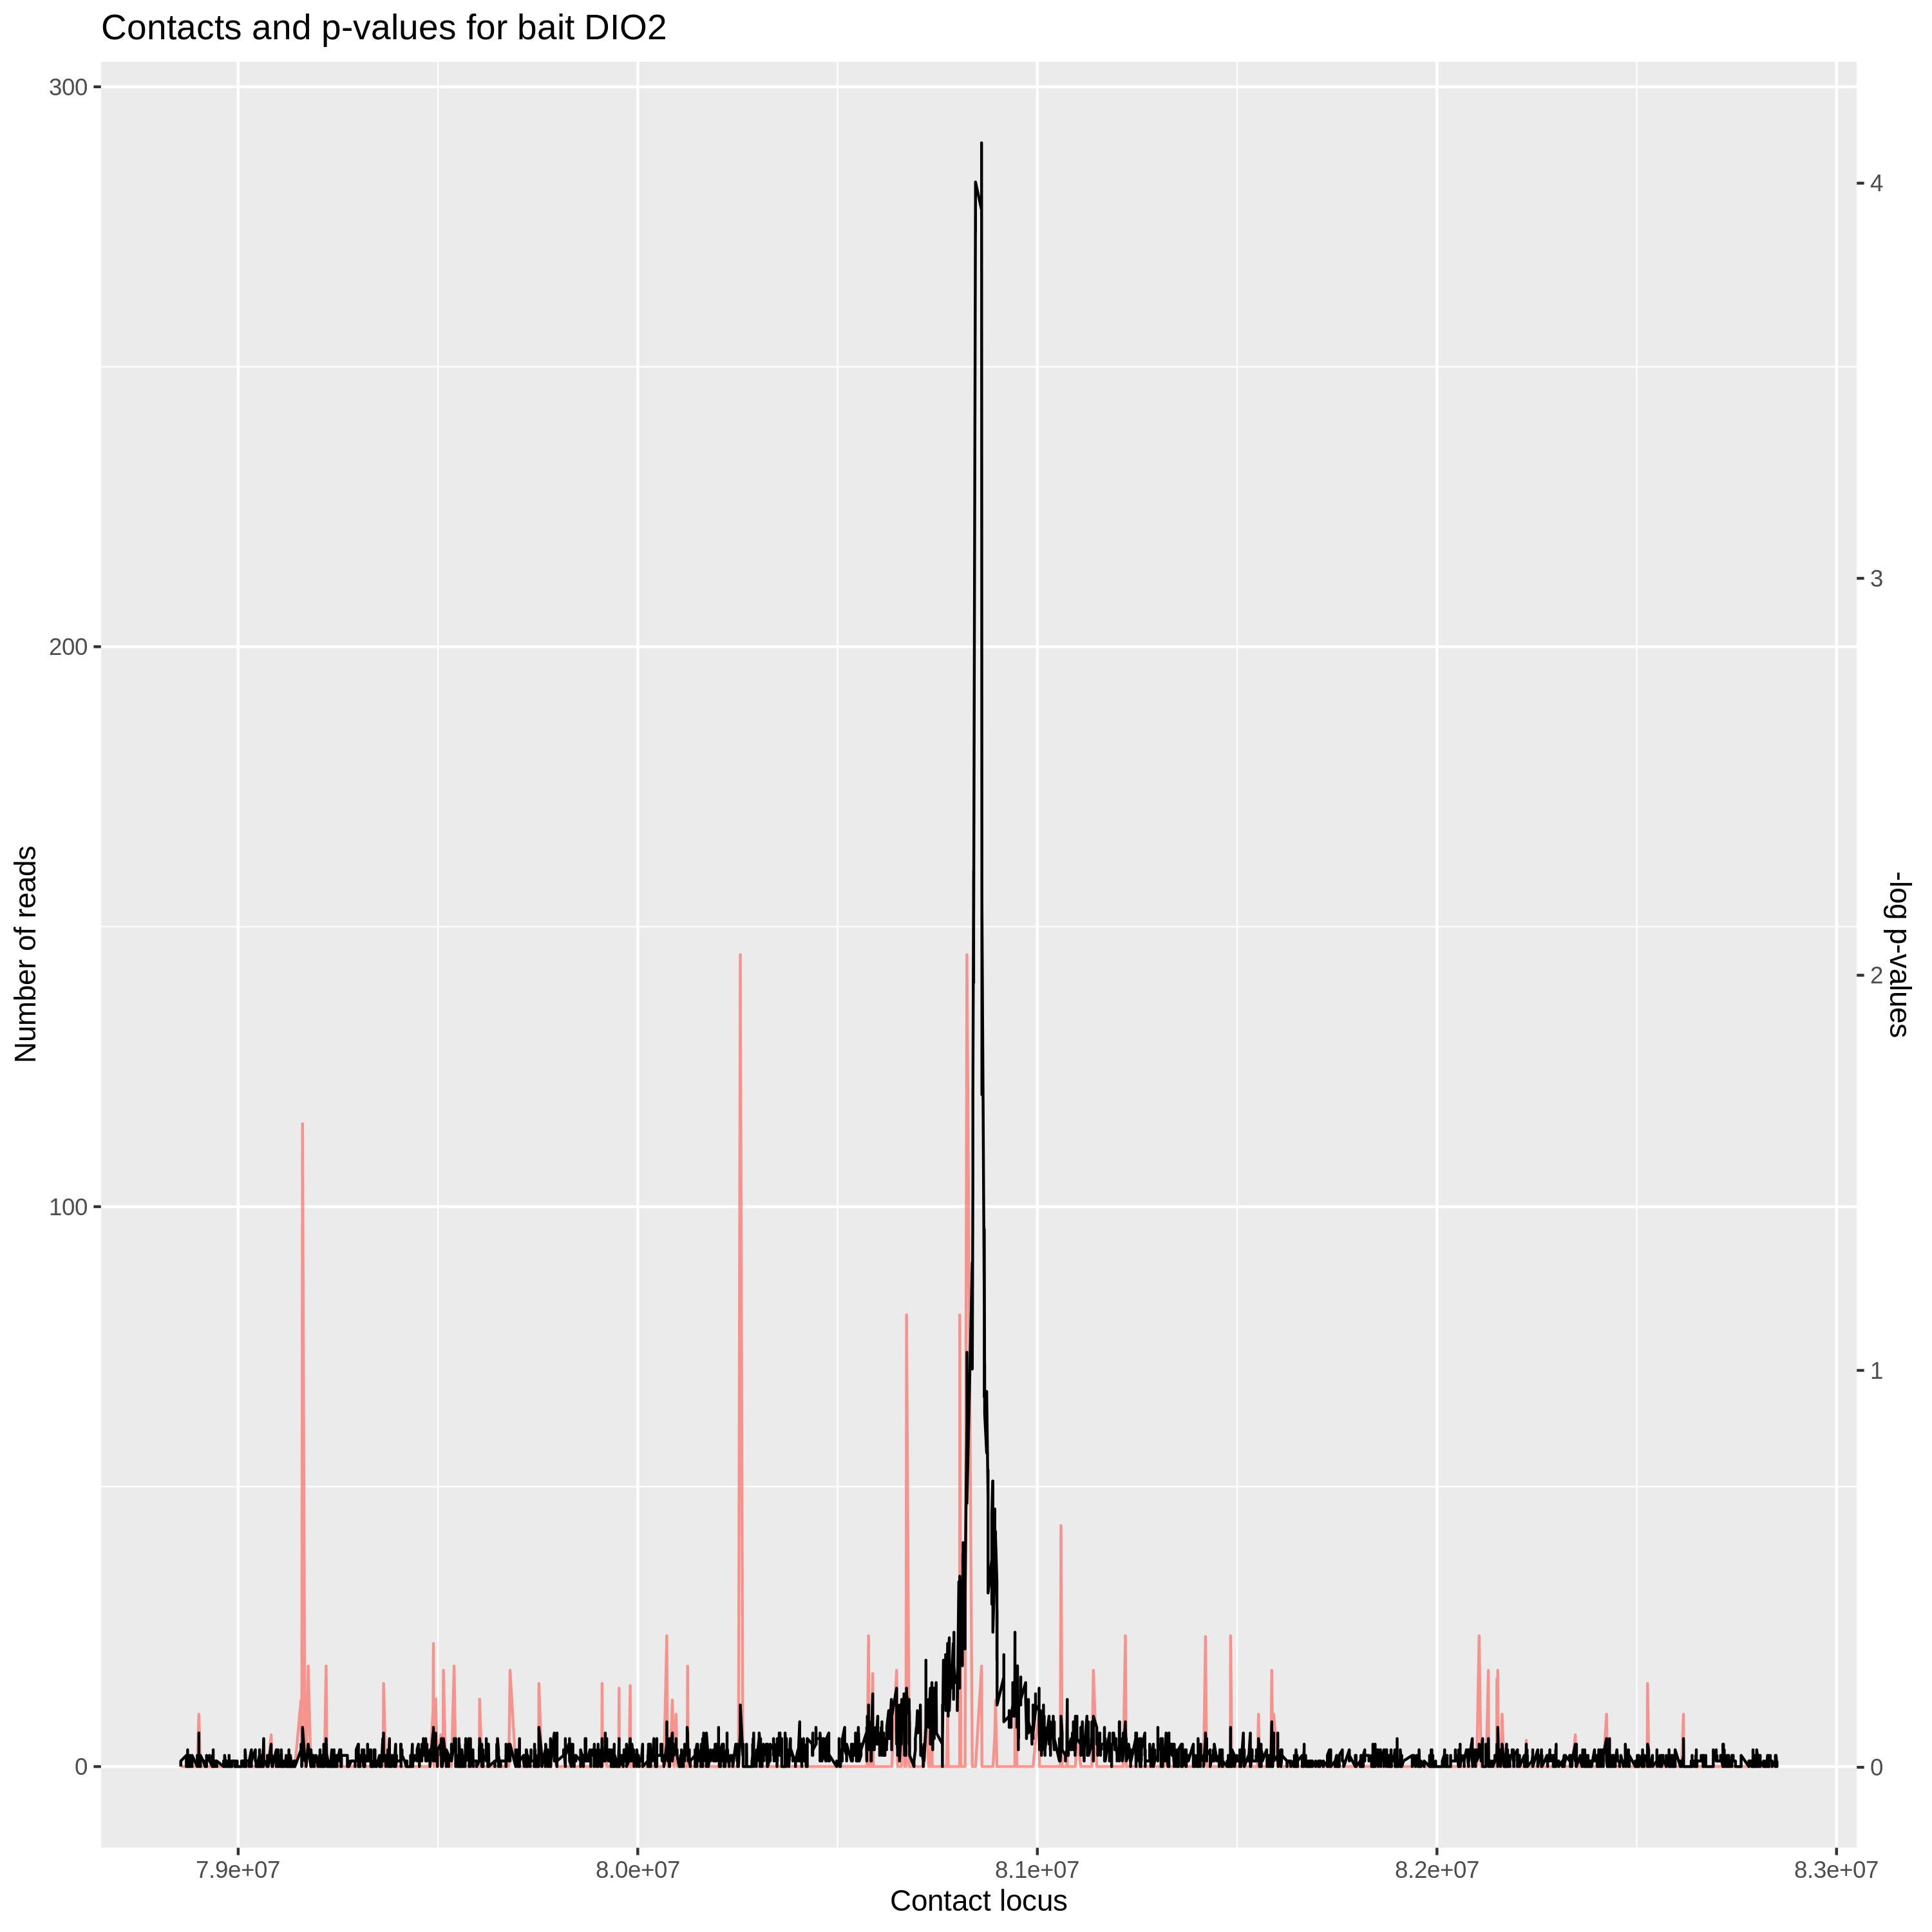 Contacts and p-values for bait DIO2
300
200
100
0
Number of reads
4
3
2
1
0
-log p-values
7.9e+07
8.0e+07
8.1e+07
8.2e+07
8.3e+07
Contact locus